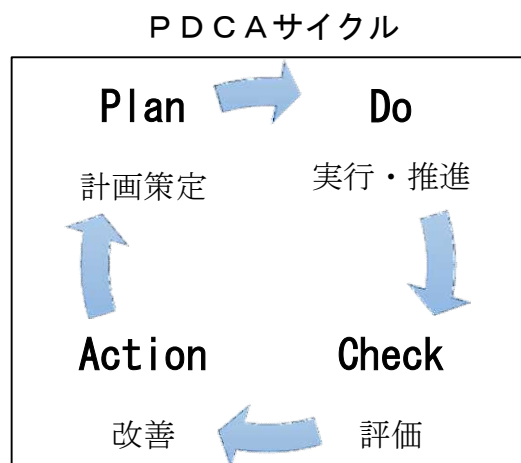 ＰＤＣＡサイクル
Plan
Do
計画策定
実行・推進
Action
Check
改善
評価